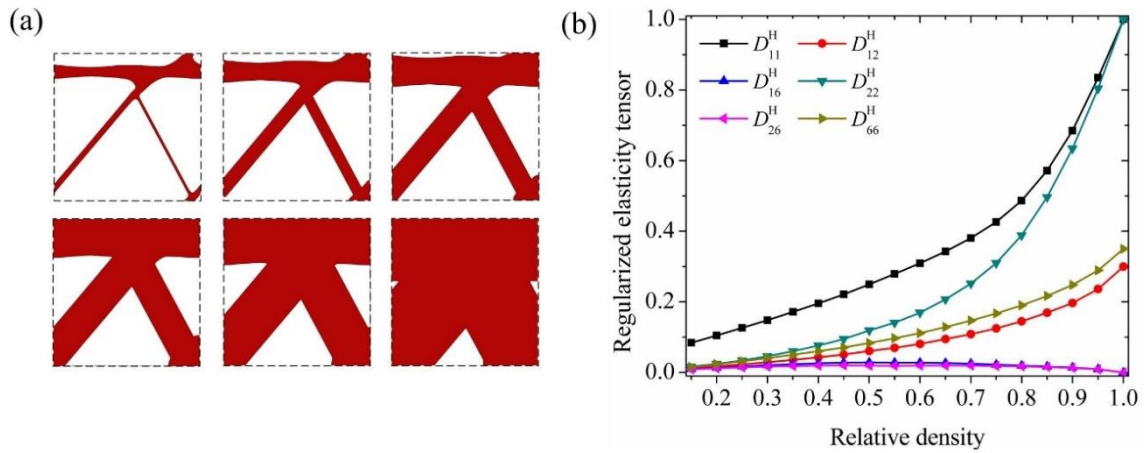 (a)
(b)
Regularized elasticity tensor
1.0
0.8
0.6
0.4
0.2
0.0
D₁₁ᴴ D₁₂ᴴ
D₁₆ᴴ D₂₂ᴴ
D₂₆ᴴ D₆₆ᴴ
0.2 0.3 0.4 0.5 0.6 0.7 0.8 0.9 1.0
Relative density